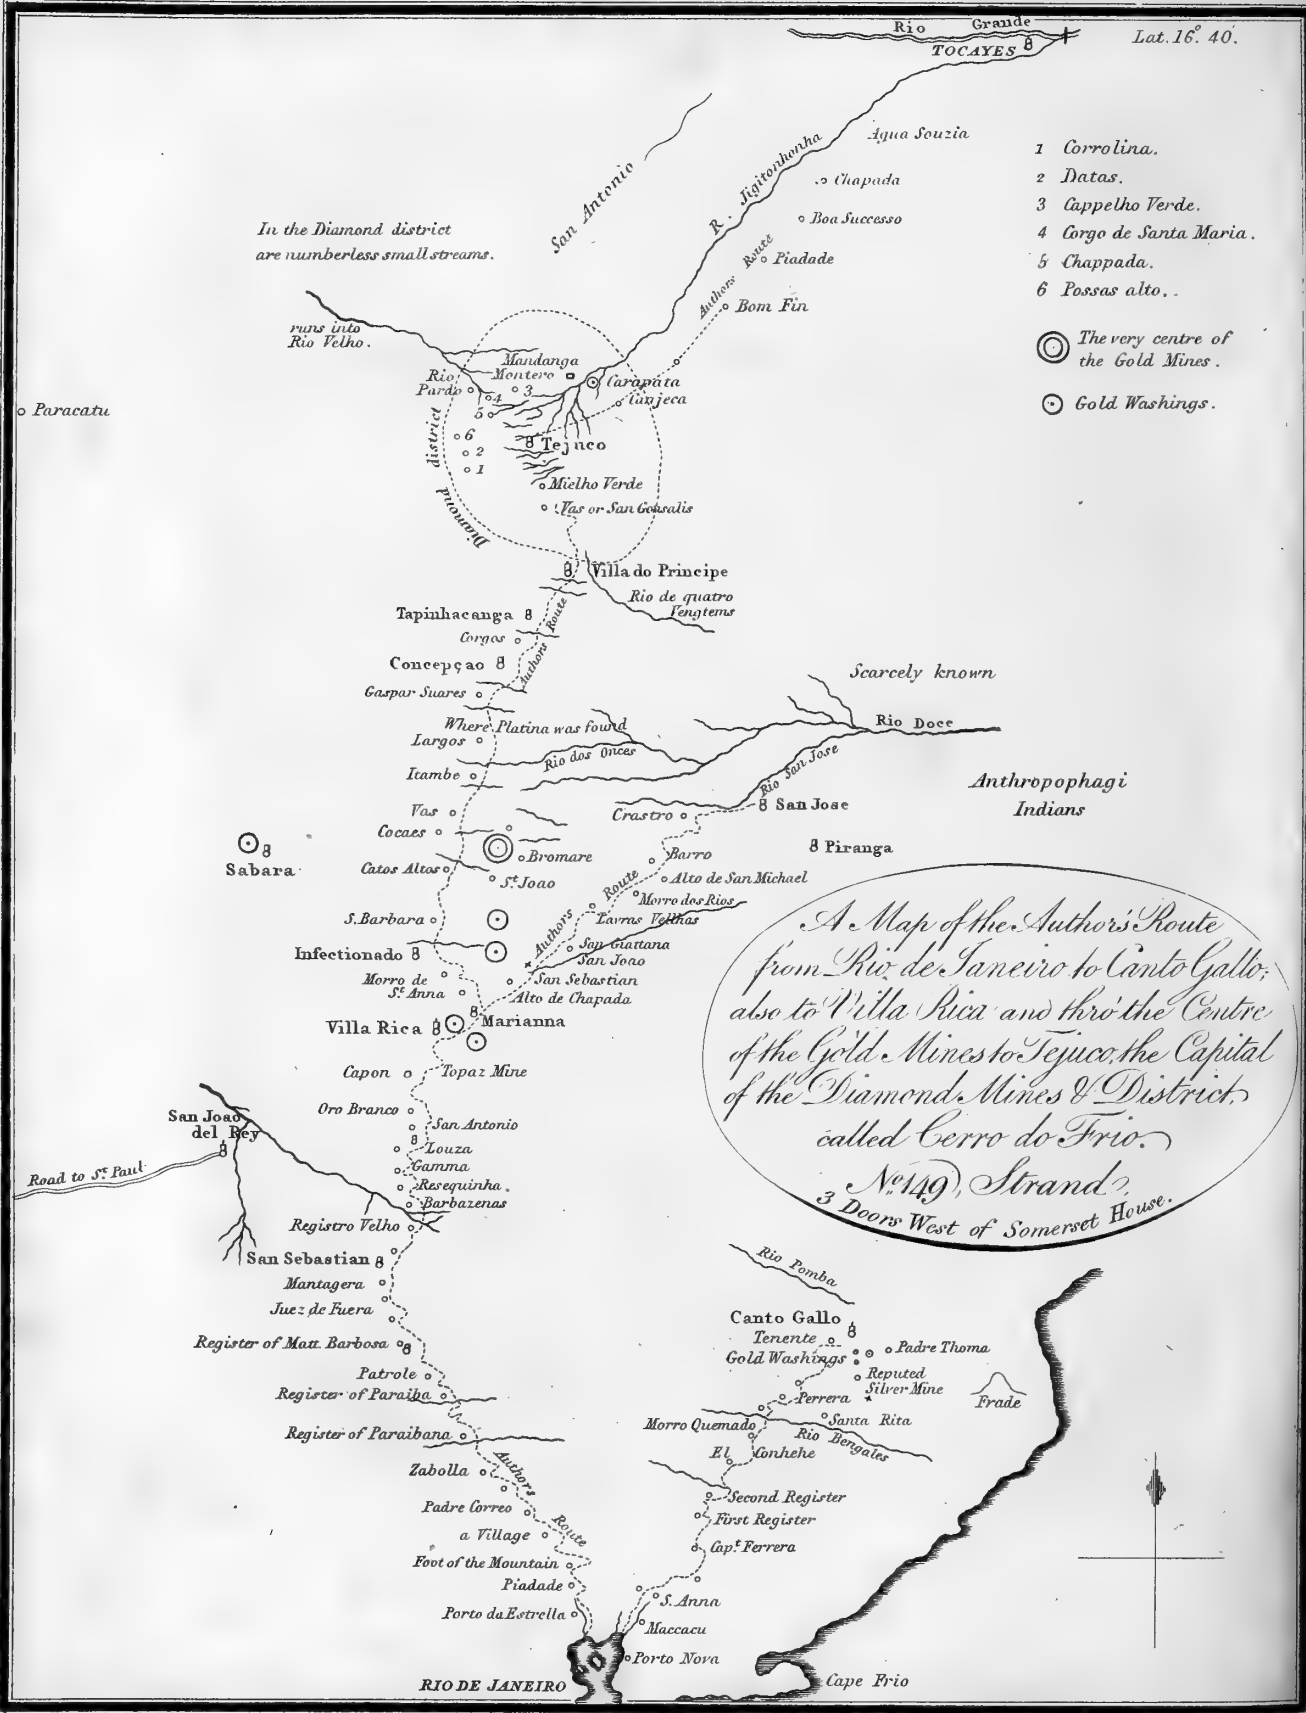 Rio Grande
TOCAYES
Lat. 16° 40'.
Agua Souzia
R. Jigitonhonha
San Antonio
Chapada
Boa Successo
Authors Route
Piadade
Bom Fin
1 Corrolina.
2 Datas.
3 Cappelho Verde.
4 Corgo de Santa Maria.
5 Chappada.
6 Possas alto.
The very centre of
the Gold Mines.
Gold Washings.
In the Diamond district
are numberless small streams.
runs into
Rio Velho.
Mandanga
Montero
Rio
Pardo
3
4
5
6
2
1
Carapata
Canjeca
Paracatu
Diamond district
Tejuco
Mielho Verde
Vas or San Gonsalis
Villa do Principe
Rio de quatro
Vengtems
Tapinhacanga
Corgos
Authors Route
Concepçao
Gaspar Suares
Where Platina was found
Largos
Rio dos Onces
Itambe
Scarcely known
Rio Doce
Rio San Jose
Anthropophagi
Indians
San Jose
Crastro
Vas
Cocaes
Piranga
Sabara
Bromare
Catos Altos
St. Joao
Barro
Alto de San Michael
Morro dos Rios
Lavras Velhas
Authors Route
S. Barbara
Infectionado
San Giattana
San Joao
San Sebastian
Alto de Chapada
Morro de
St. Anna
Villa Rica
Marianna
Capon
Topaz Mine
Oro Branco
San Antonio
Louza
Gamma
Resequinha.
Barbazenas
San Joao
del Rey
Road to St. Paul
Registro Velho
San Sebastian
Mantagera
Juez de Fuera
Register of Matt. Barbosa
Patrole
Register of Paraiba
Register of Paraibana
Zabolla
Authors Route
Padre Correo
a Village
Foot of the Mountain
Piadade
Porto da Estrella
RIO DE JANEIRO
A Map of the Author's Route
from Rio de Janeiro to Canto Gallo;
also to Villa Rica and thro' the Centre
of the Gold Mines to Tejuco, the Capital
of the Diamond Mines & District,
called Cerro do Frio.
No. 149, Strand,
3 Doors West of Somerset House.
Rio Pomba
Canto Gallo
Tenente
Gold Washings
Padre Thoma
Reputed
Silver Mine
Frade
Perrera
Santa Rita
Morro Quemado
Rio Bengales
El Conhehe
Second Register
First Register
Capt. Ferrera
S. Anna
Maccacu
Porto Nova
Cape Frio